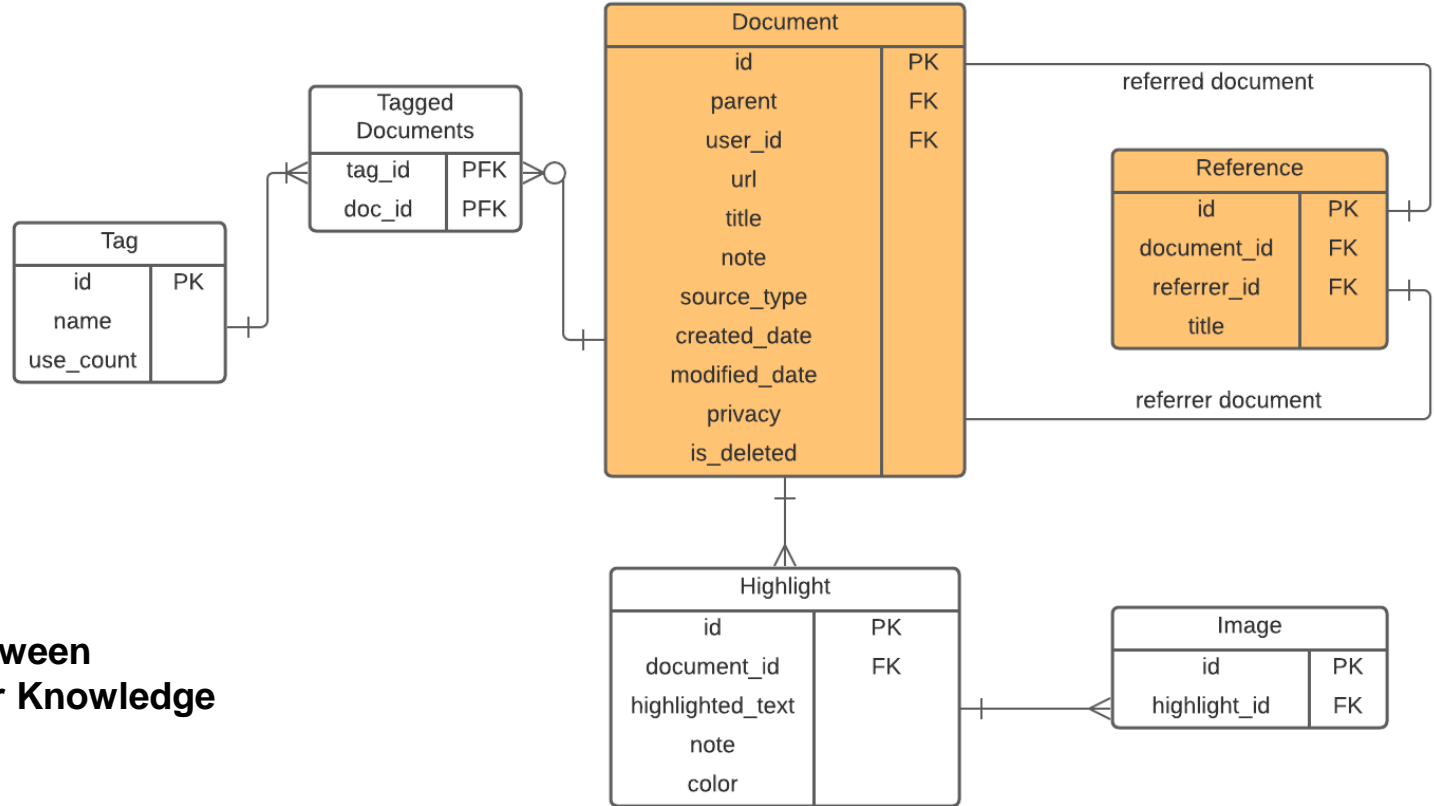 Document
id PK
parent FK
user_id FK
url
title
note
source_type
created_date
modified_date
privacy
is_deleted
referred document
Tagged
Documents
tag_id PFK
doc_id PFK
Reference
id PK
document_id FK
referrer_id FK
title
referrer document
Tag
id PK
name
use_count
Highlight
id PK
document_id FK
highlighted_text
note
color
Image
id PK
highlight_id FK
Knowledge